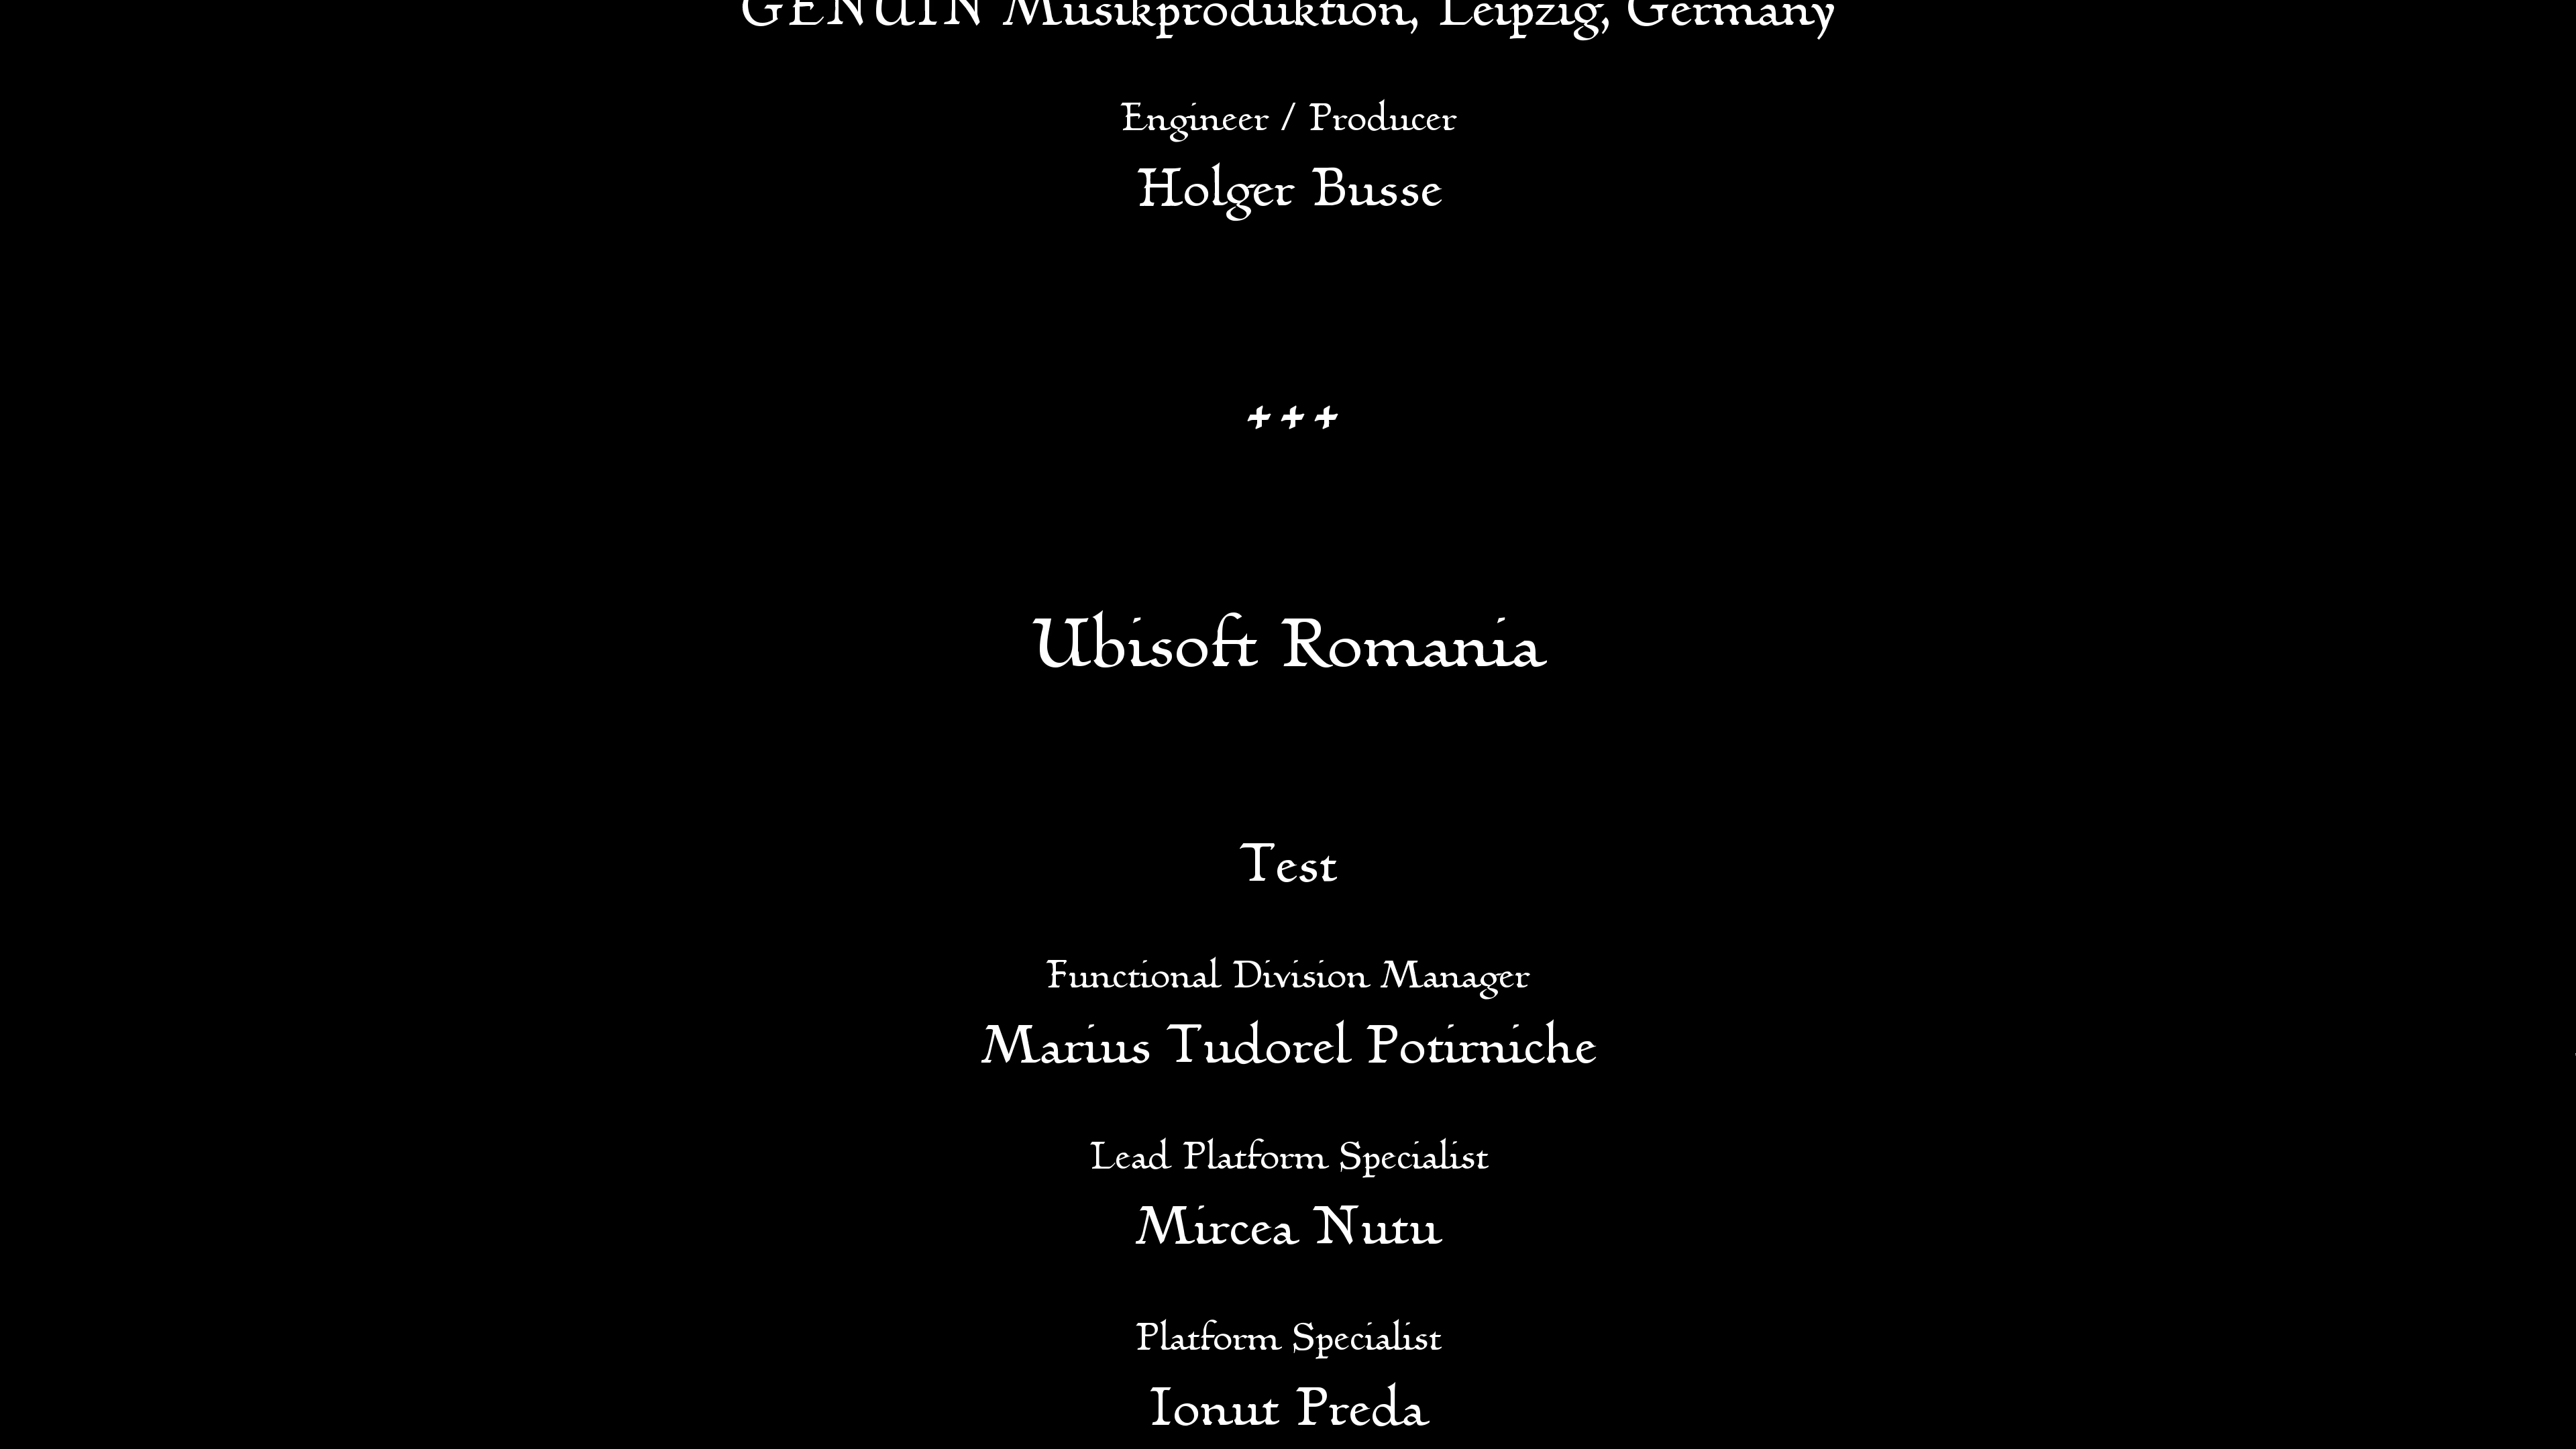 GENUIN Musikproduktion, Leipzig, Germany
Engineer / Producer
Holger Busse
+++
Ubisoft Romania
Test
Functional Division Manager
Marius Tudorel Potirniche
Lead Platform Specialist
Mircea Nutu
Platform Specialist
Ionut Preda